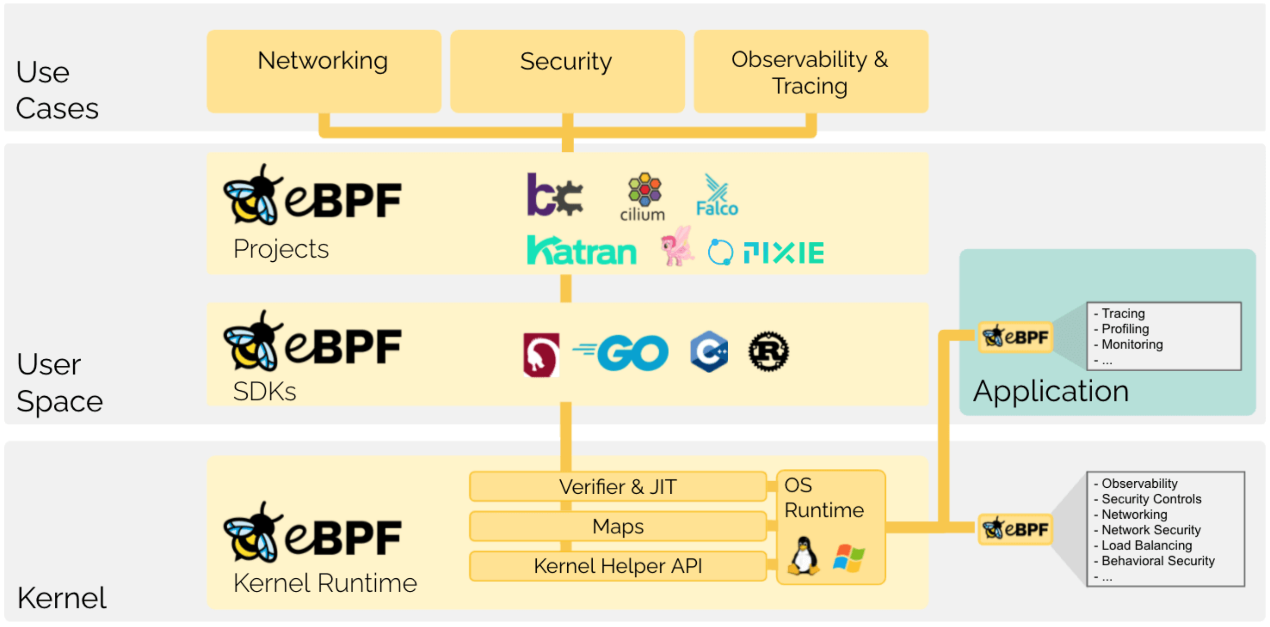 Use
Cases
Networking
Security
Observability &
Tracing
User
Space
eBPF
Projects
bc
cilium
Falco
Katran
PIXIE
eBPF
SDKs
GO
C++
R
eBPF
- Tracing
- Profiling
- Monitoring
- ...
Application
Kernel
eBPF
Kernel Runtime
Verifier & JIT
Maps
Kernel Helper API
OS
Runtime
eBPF
- Observability
- Security Controls
- Networking
- Network Security
- Load Balancing
- Behavioral Security
- ...